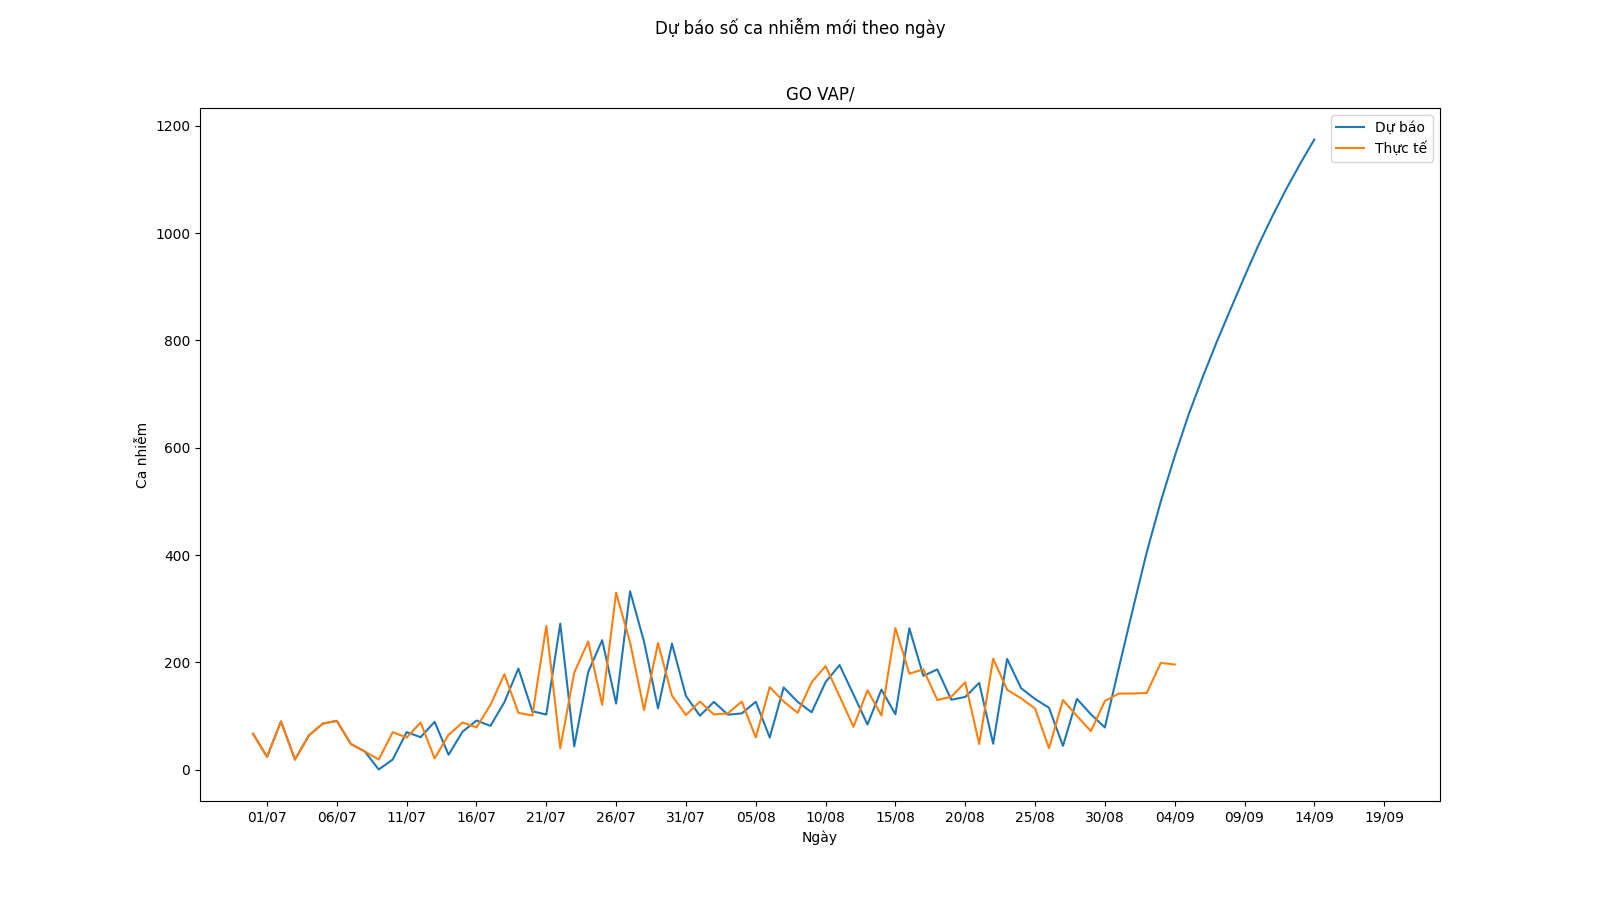 Dự báo số ca nhiễm mới theo ngày
GO VAP/
Dự báo
Thực tế
1200
1000
800
600
400
200
0
Ca nhiễm
01/07 06/07 11/07 16/07 21/07 26/07 31/07 05/08 10/08 15/08 20/08 25/08 30/08 04/09 09/09 14/09 19/09
Ngày